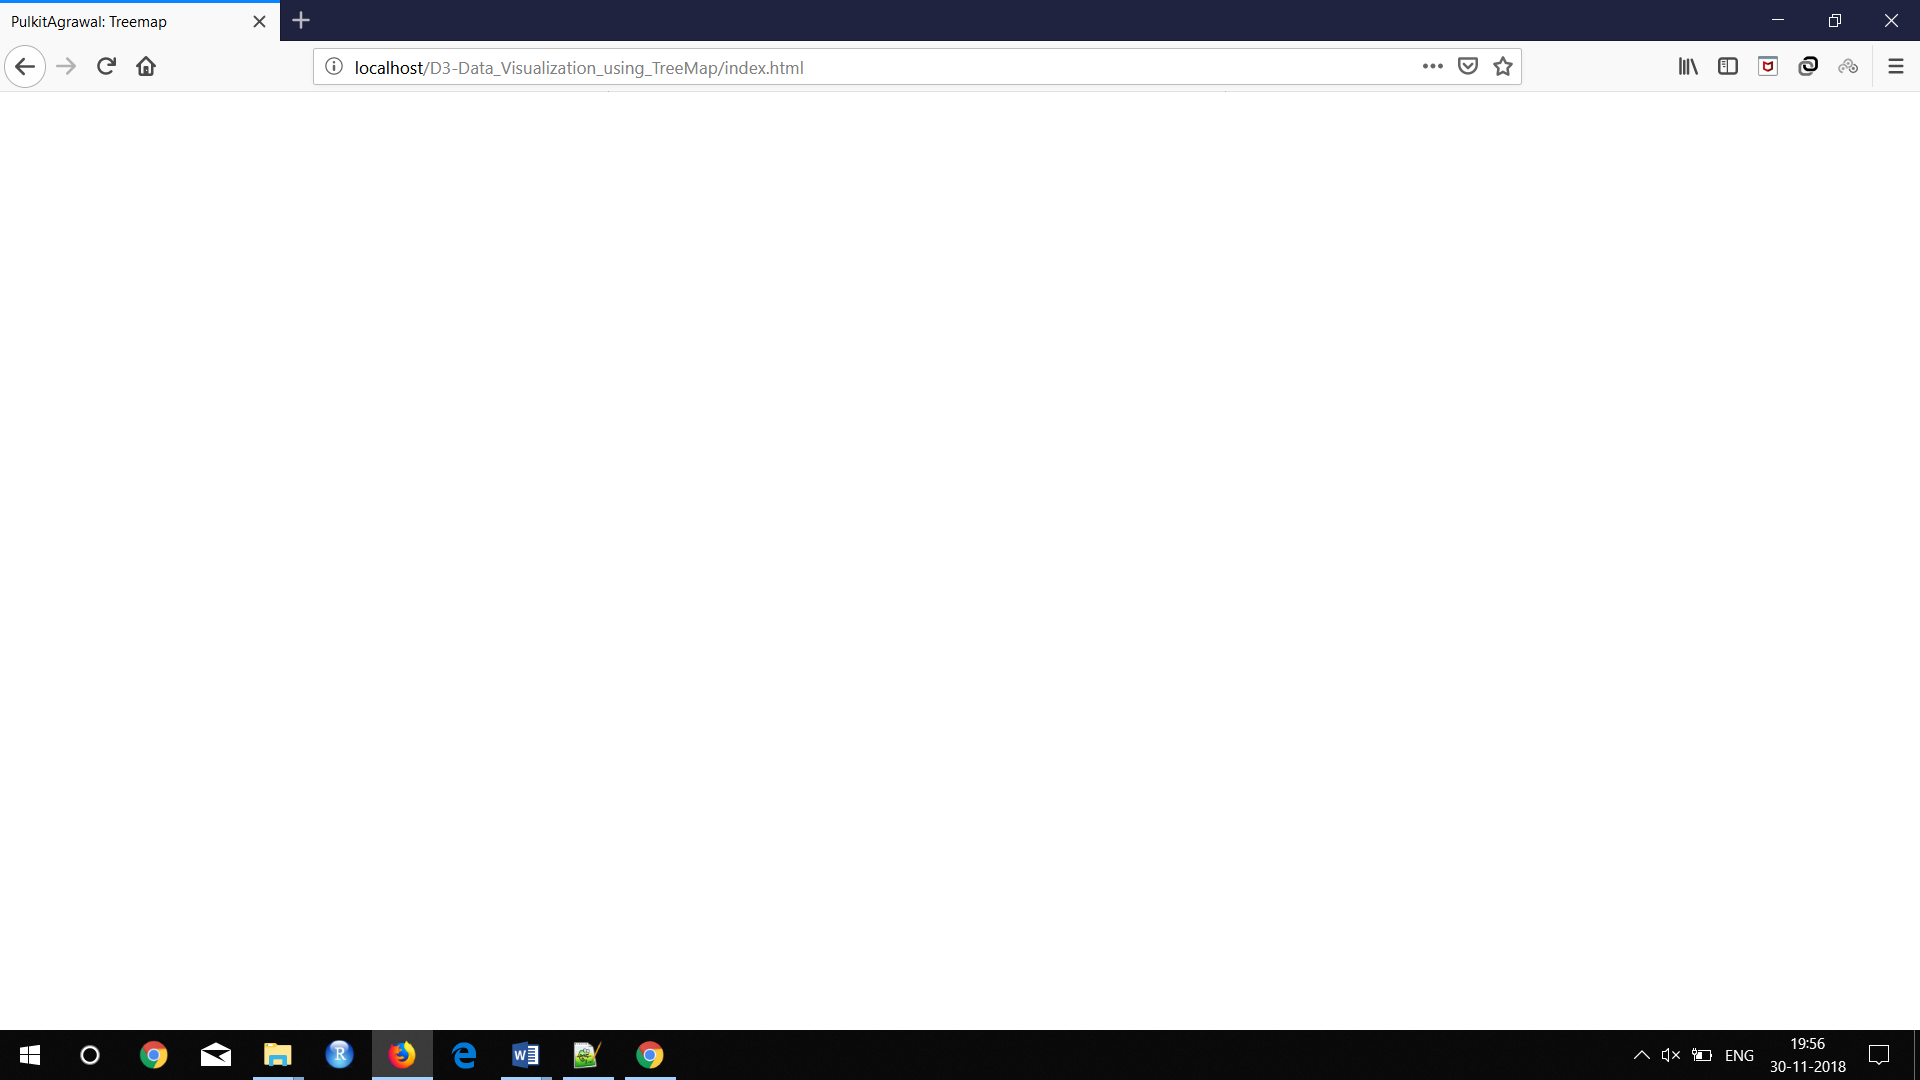 PulkitAgrawal: Treemap
localhost/D3-Data_Visualization_using_TreeMap/index.html
ENG
19:56
30-11-2018